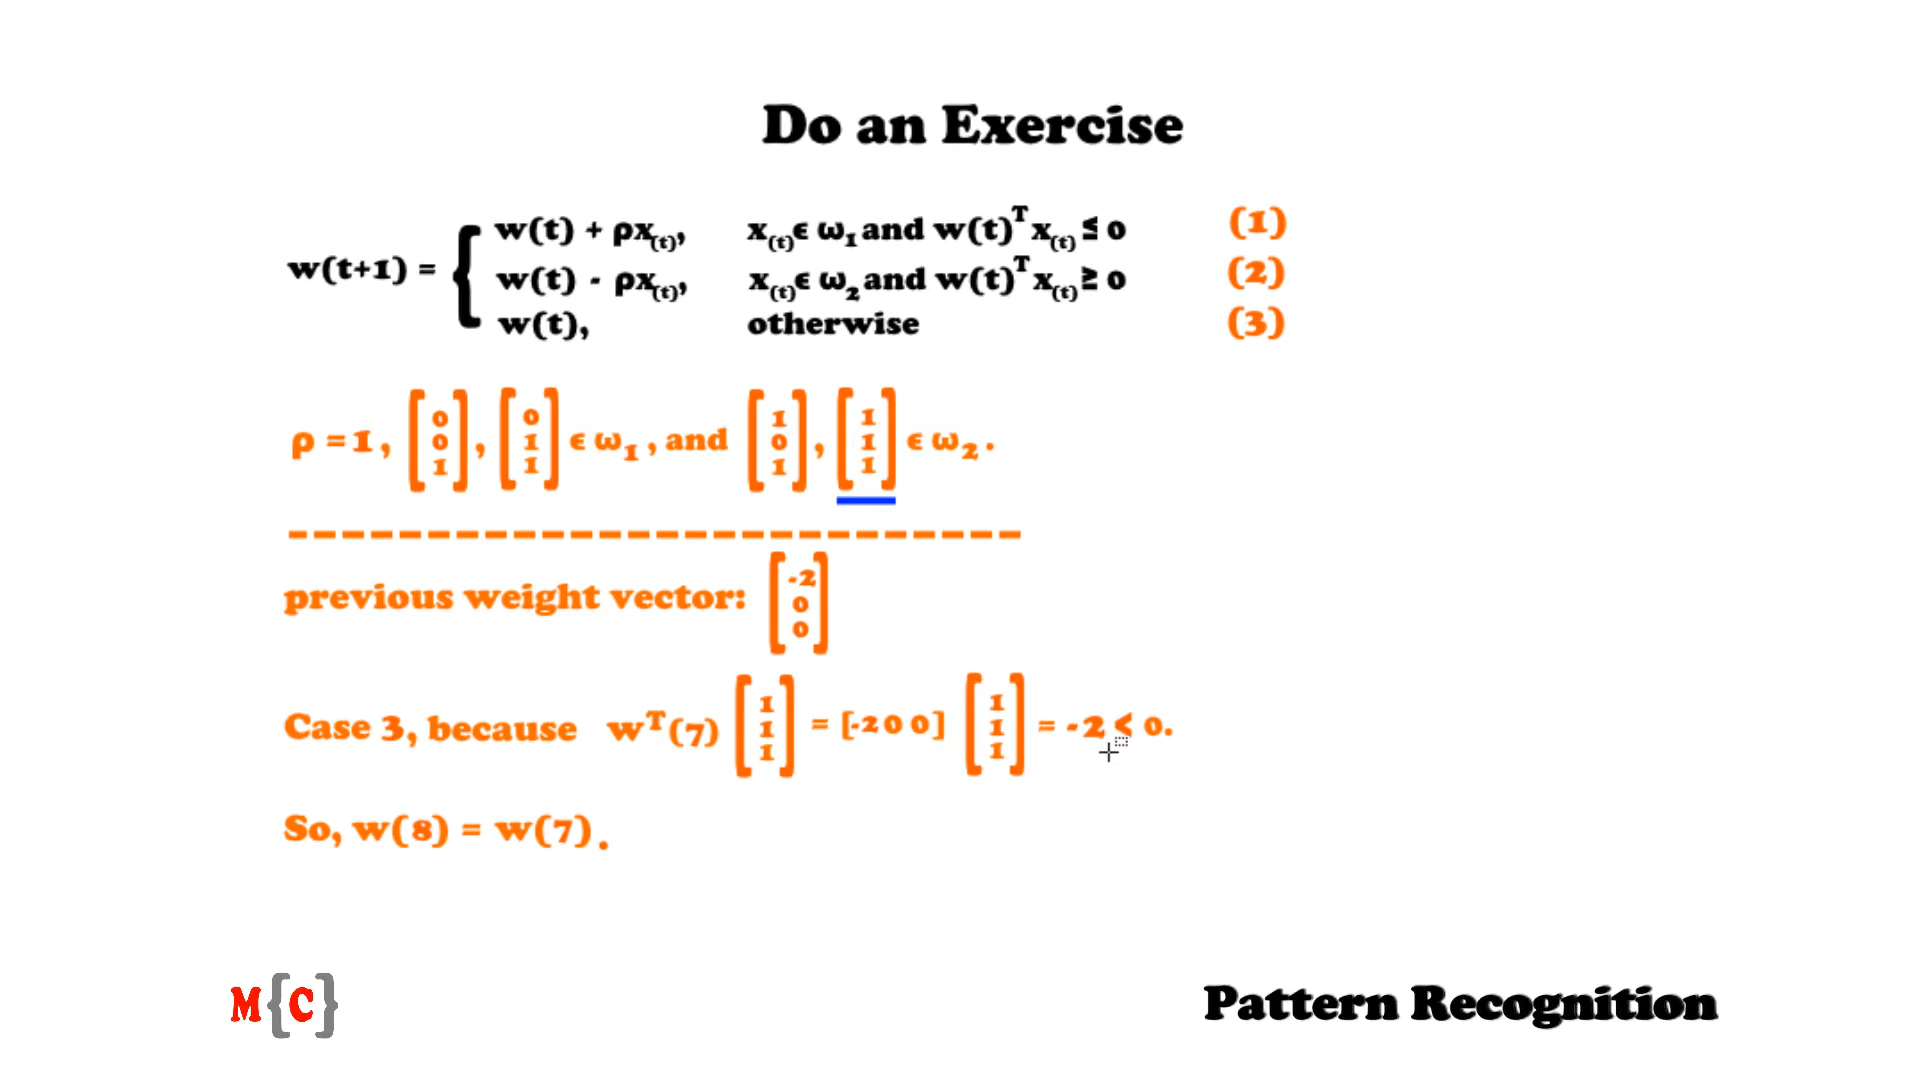 Do an Exercise
w(t+1) = { w(t) + ρx(t), x(t)ϵ ω1 and w(t)ᵀx(t) ≤ 0 (1)
w(t) - ρx(t), x(t)ϵ ω2 and w(t)ᵀx(t) ≥ 0 (2)
w(t), otherwise (3)
ρ = 1, [0 0 1], [0 1 1] ϵ ω1, and [1 0 1], [1 1 1] ϵ ω2.
previous weight vector: [-2 0 0]
Case 3, because wᵀ(7) [1 1 1] = [-2 0 0] [1 1 1] = -2 < 0.
So, w(8) = w(7).
M{C}
Pattern Recognition